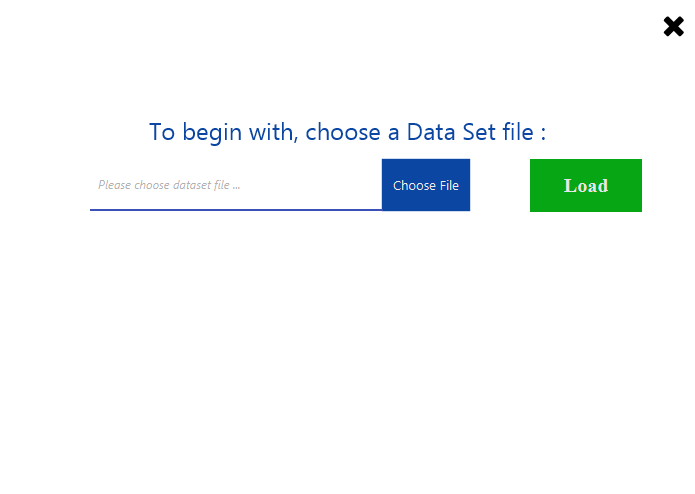 To begin with, choose a Data Set file :
Please choose dataset file ...
Choose File
Load